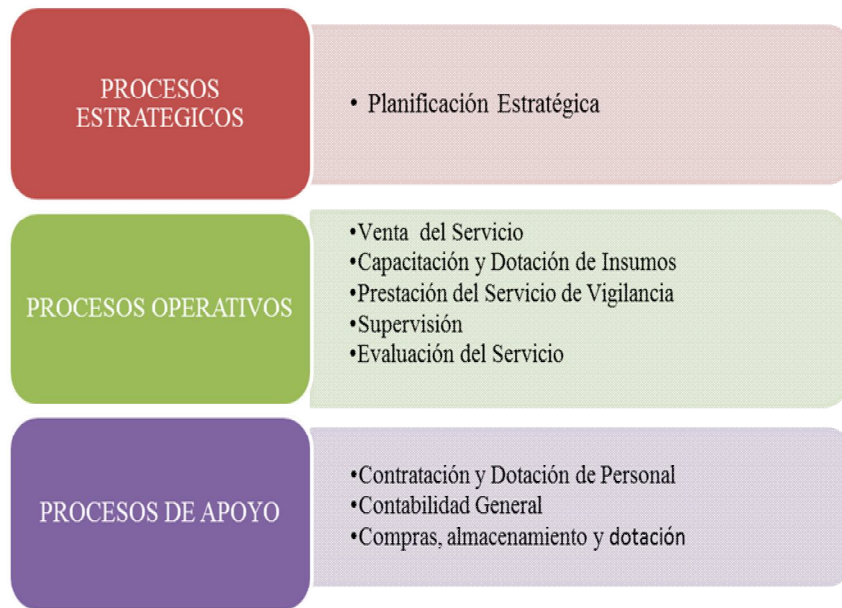 PROCESOS
ESTRATEGICOS
• Planificación Estratégica
PROCESOS OPERATIVOS
•Venta del Servicio
•Capacitación y Dotación de Insumos
•Prestación del Servicio de Vigilancia
•Supervisión
•Evaluación del Servicio
PROCESOS DE APOYO
•Contratación y Dotación de Personal
•Contabilidad General
•Compras, almacenamiento y dotación